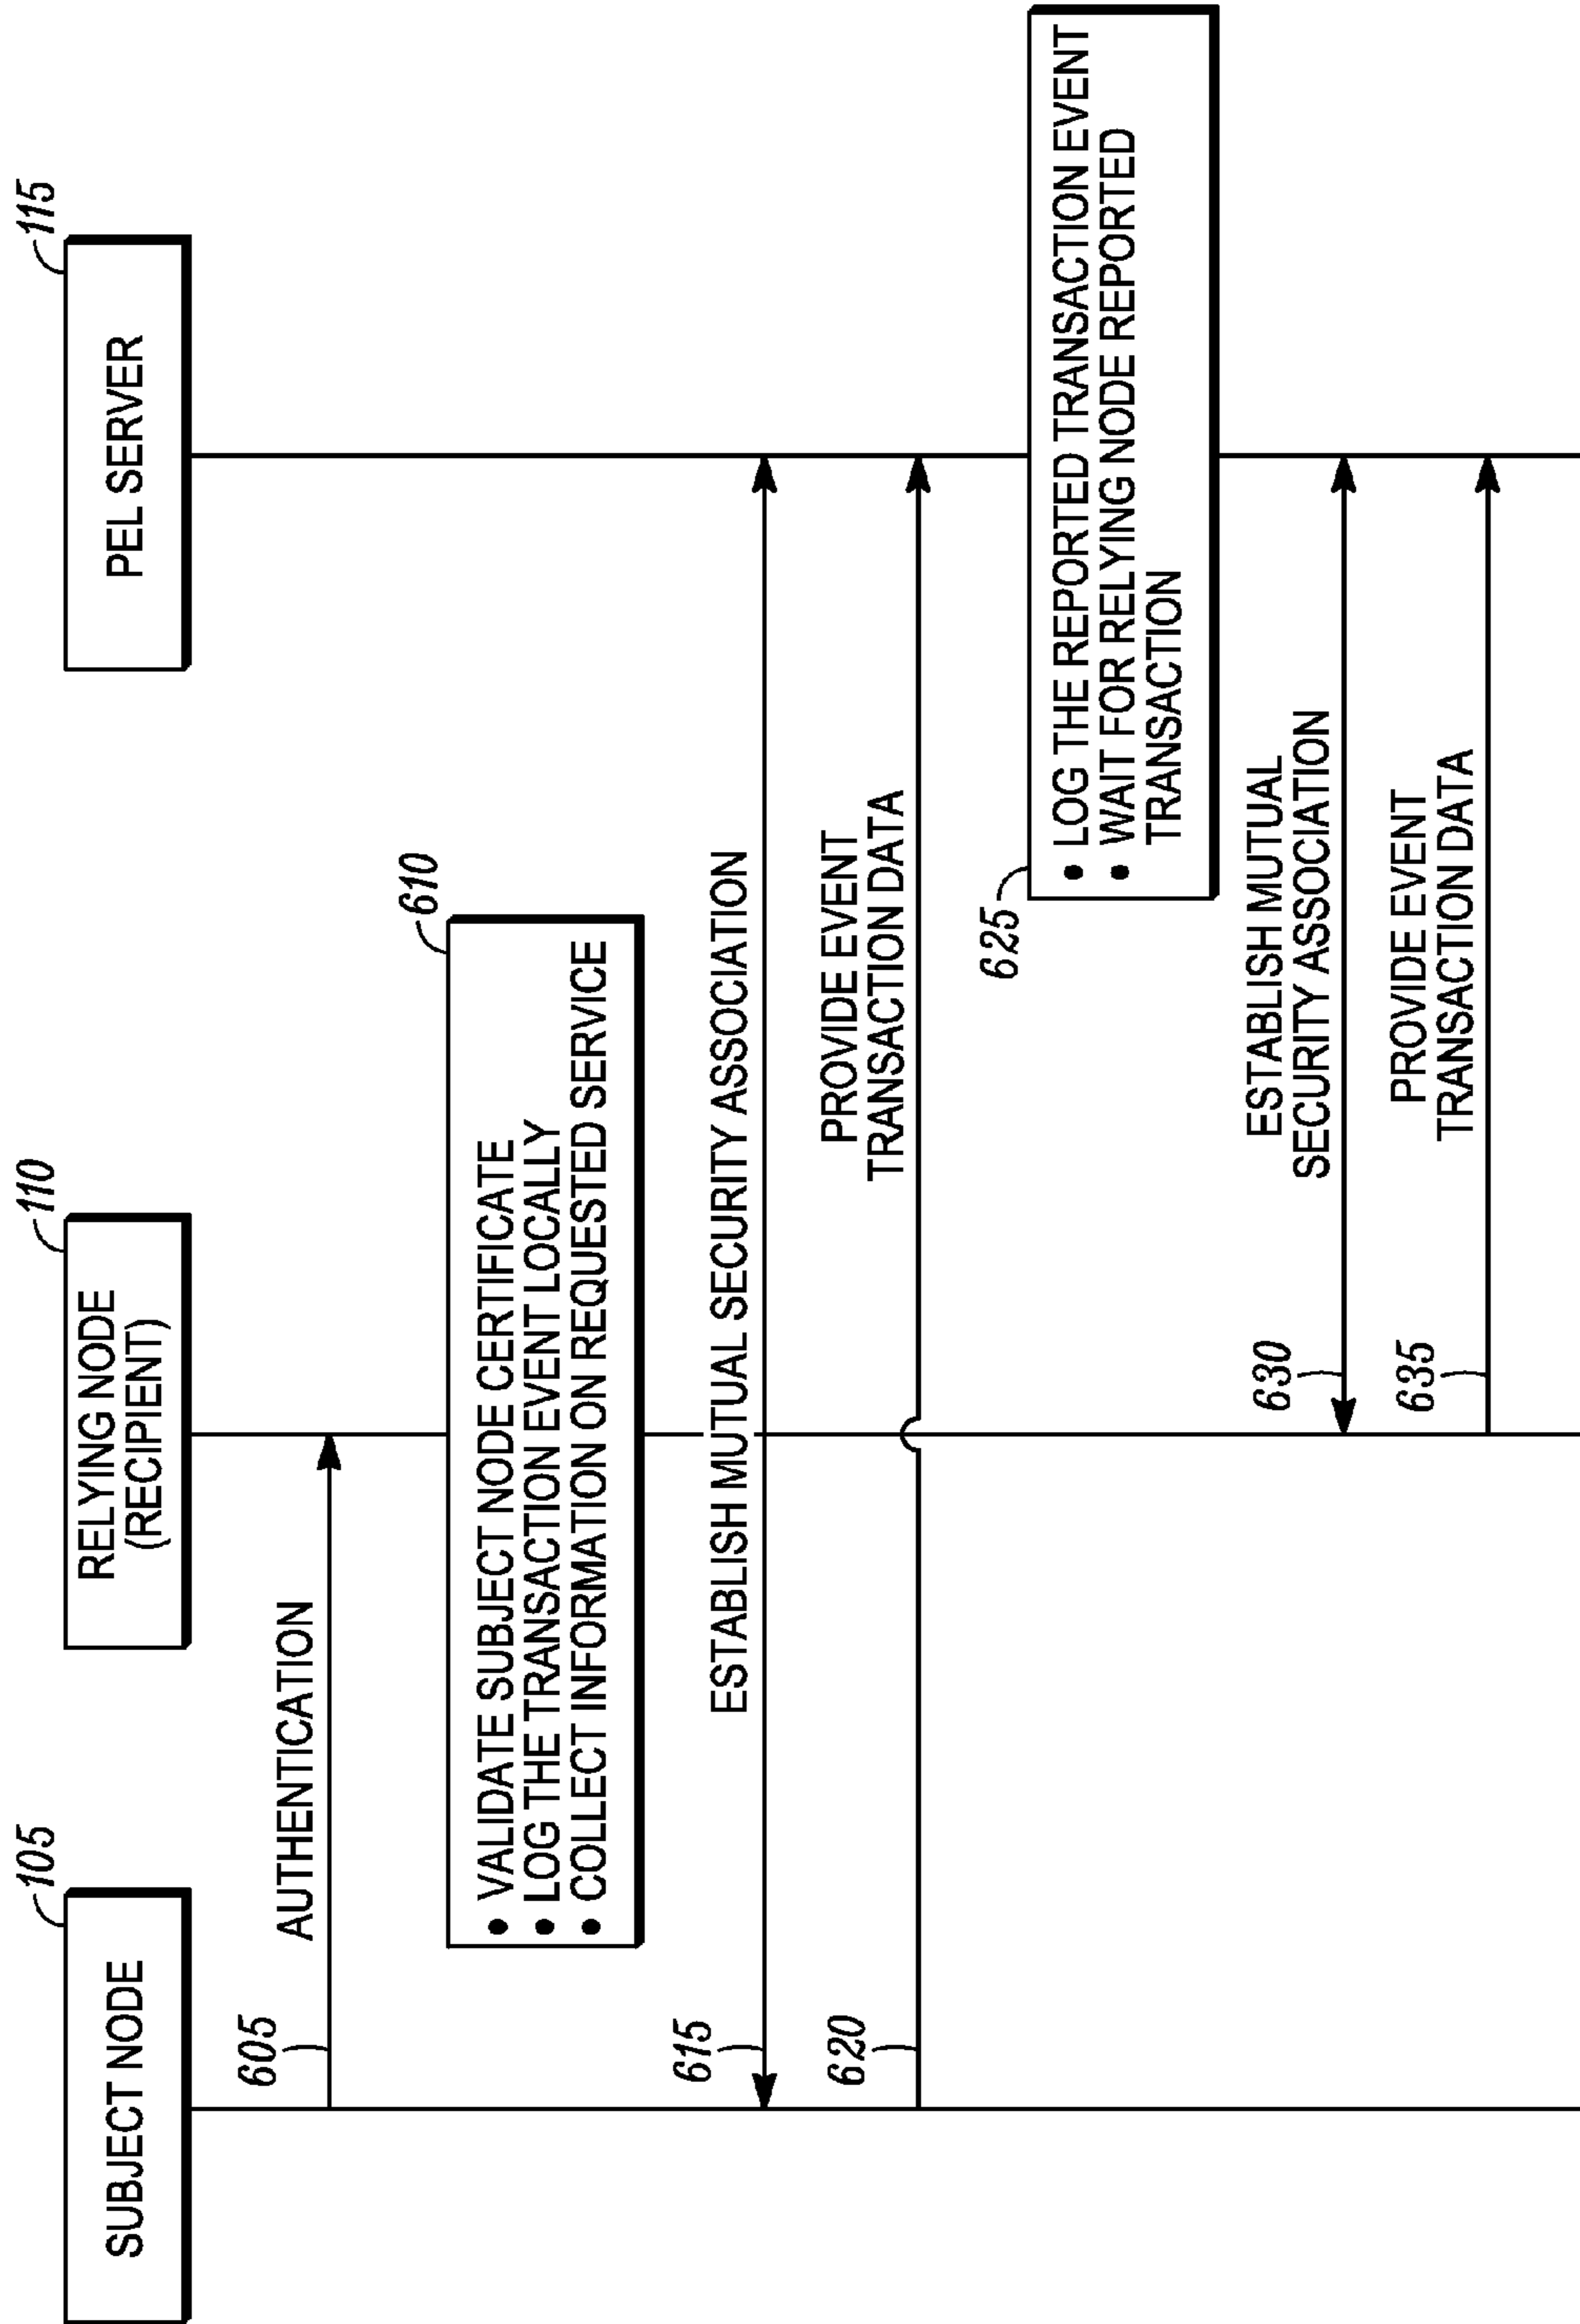 SUBJECT NODE
105
RELYING NODE
(RECIPIENT)
110
PEL SERVER
115
605
AUTHENTICATION
610
• VALIDATE SUBJECT NODE CERTIFICATE
• LOG THE TRANSACTION EVENT LOCALLY
• COLLECT INFORMATION ON REQUESTED SERVICE
615
ESTABLISH MUTUAL SECURITY ASSOCIATION
620
PROVIDE EVENT
TRANSACTION DATA
625
• LOG THE REPORTED TRANSACTION EVENT
• WAIT FOR RELYING NODE REPORTED
TRANSACTION
630
ESTABLISH MUTUAL
SECURITY ASSOCIATION
635
PROVIDE EVENT
TRANSACTION DATA